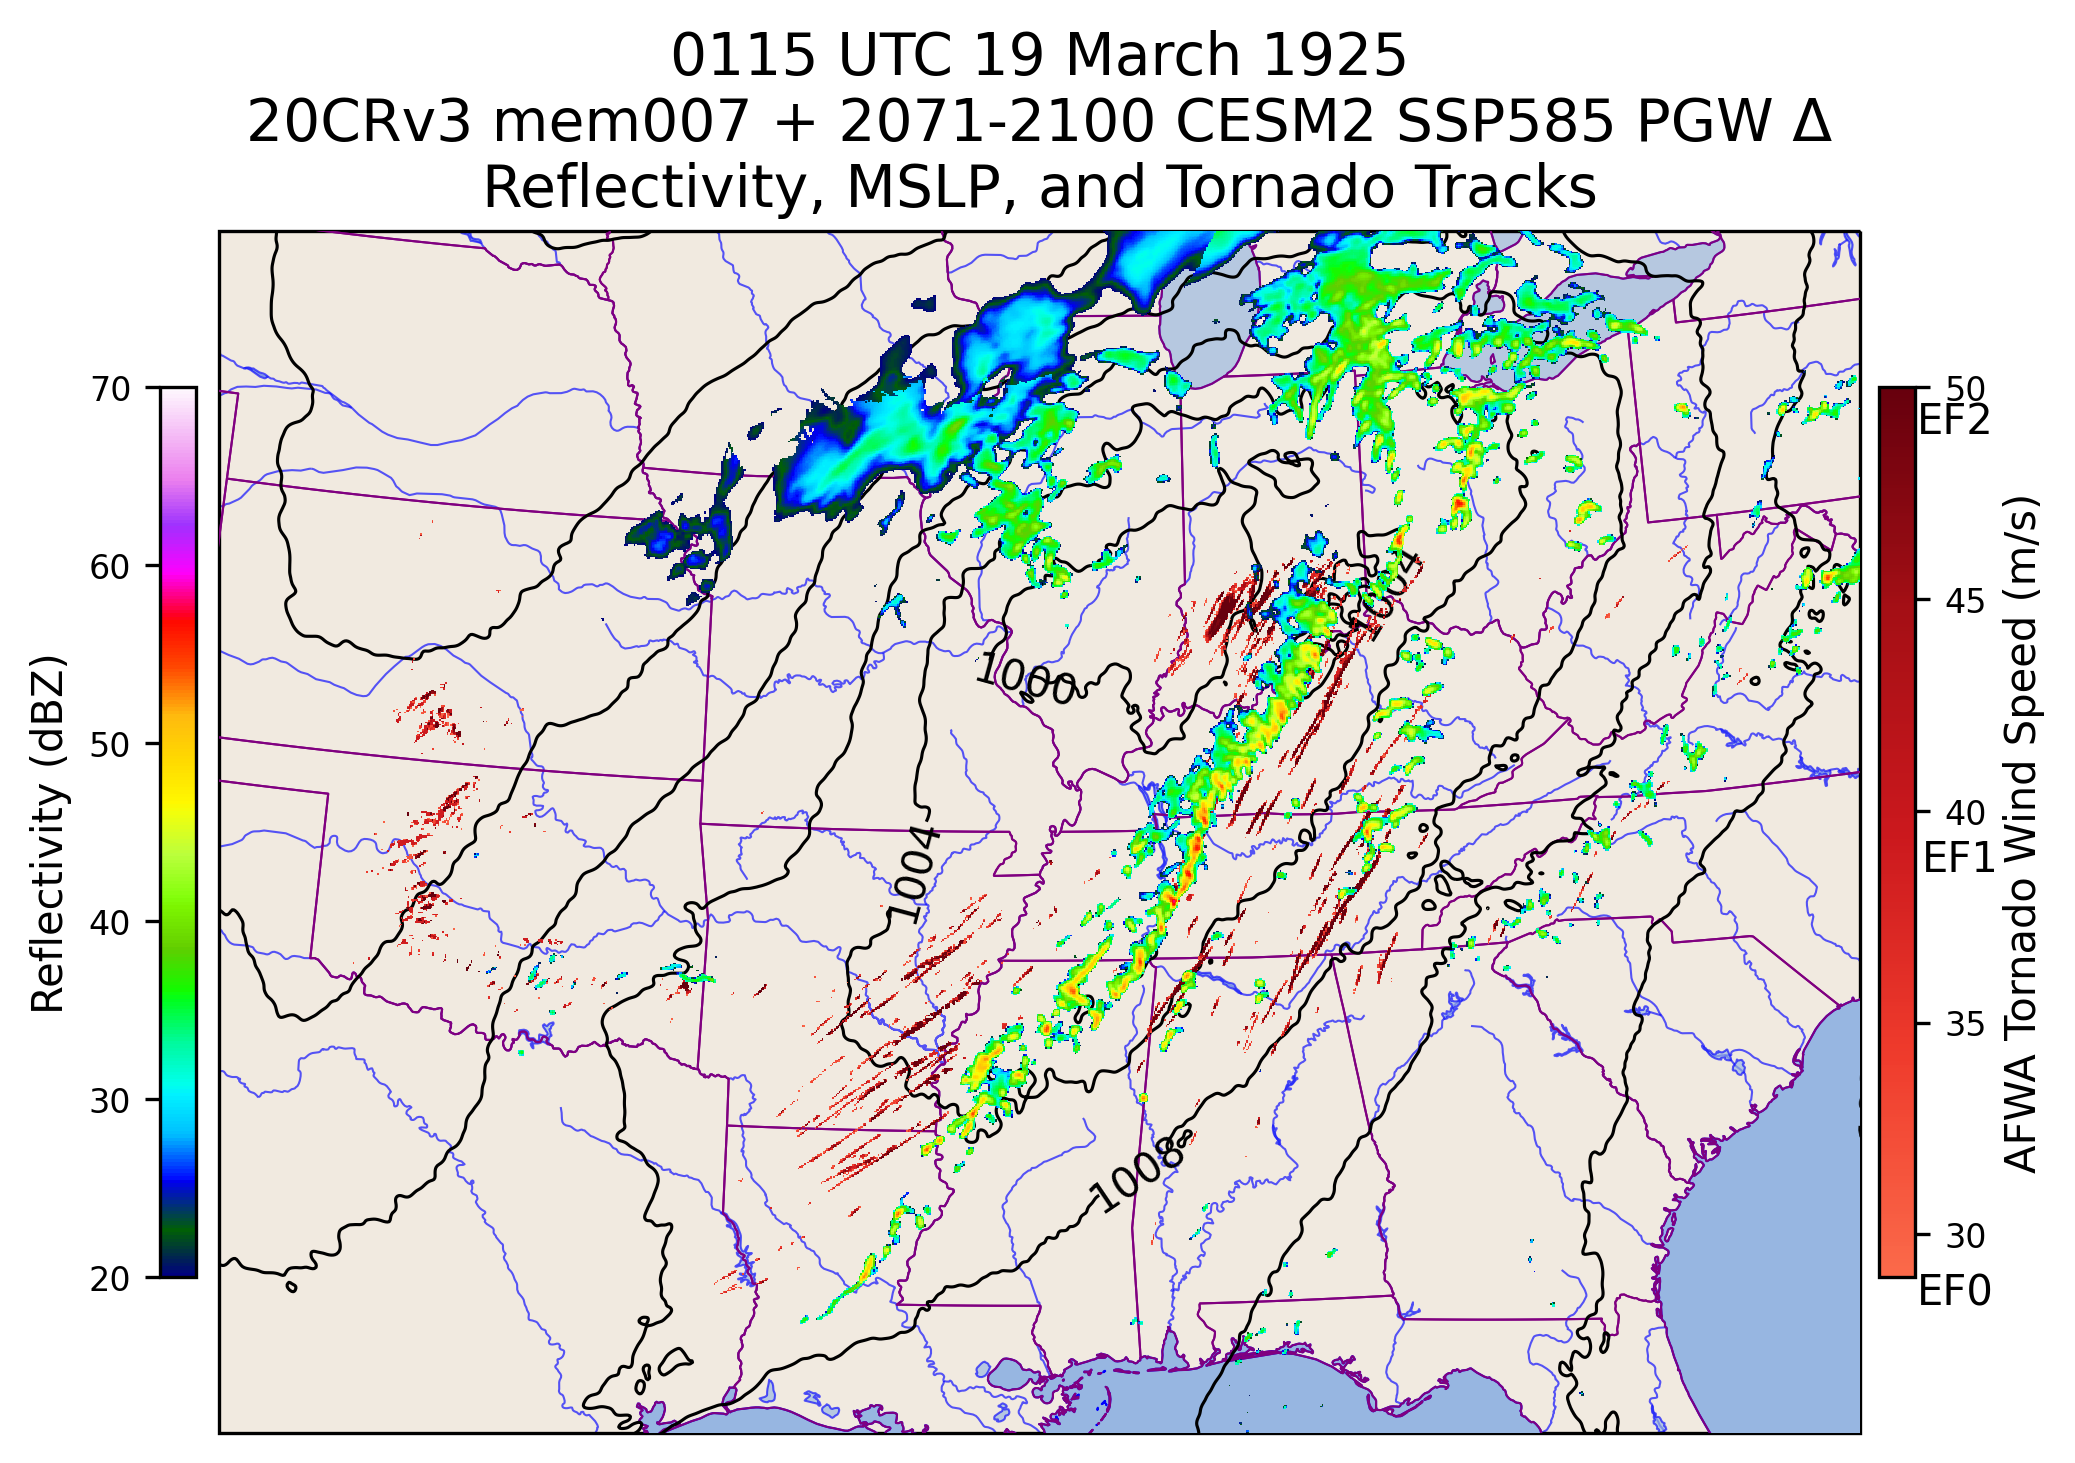 0115 UTC 19 March 1925
20CRv3 mem007 + 2071-2100 CESM2 SSP585 PGW Δ
Reflectivity, MSLP, and Tornado Tracks
Reflectivity (dBZ)
70
60
50
40
30
20
1000
1004
1004
1008
50
EF2
45
40
EF1
35
30
EF0
AFWA Tornado Wind Speed (m/s)